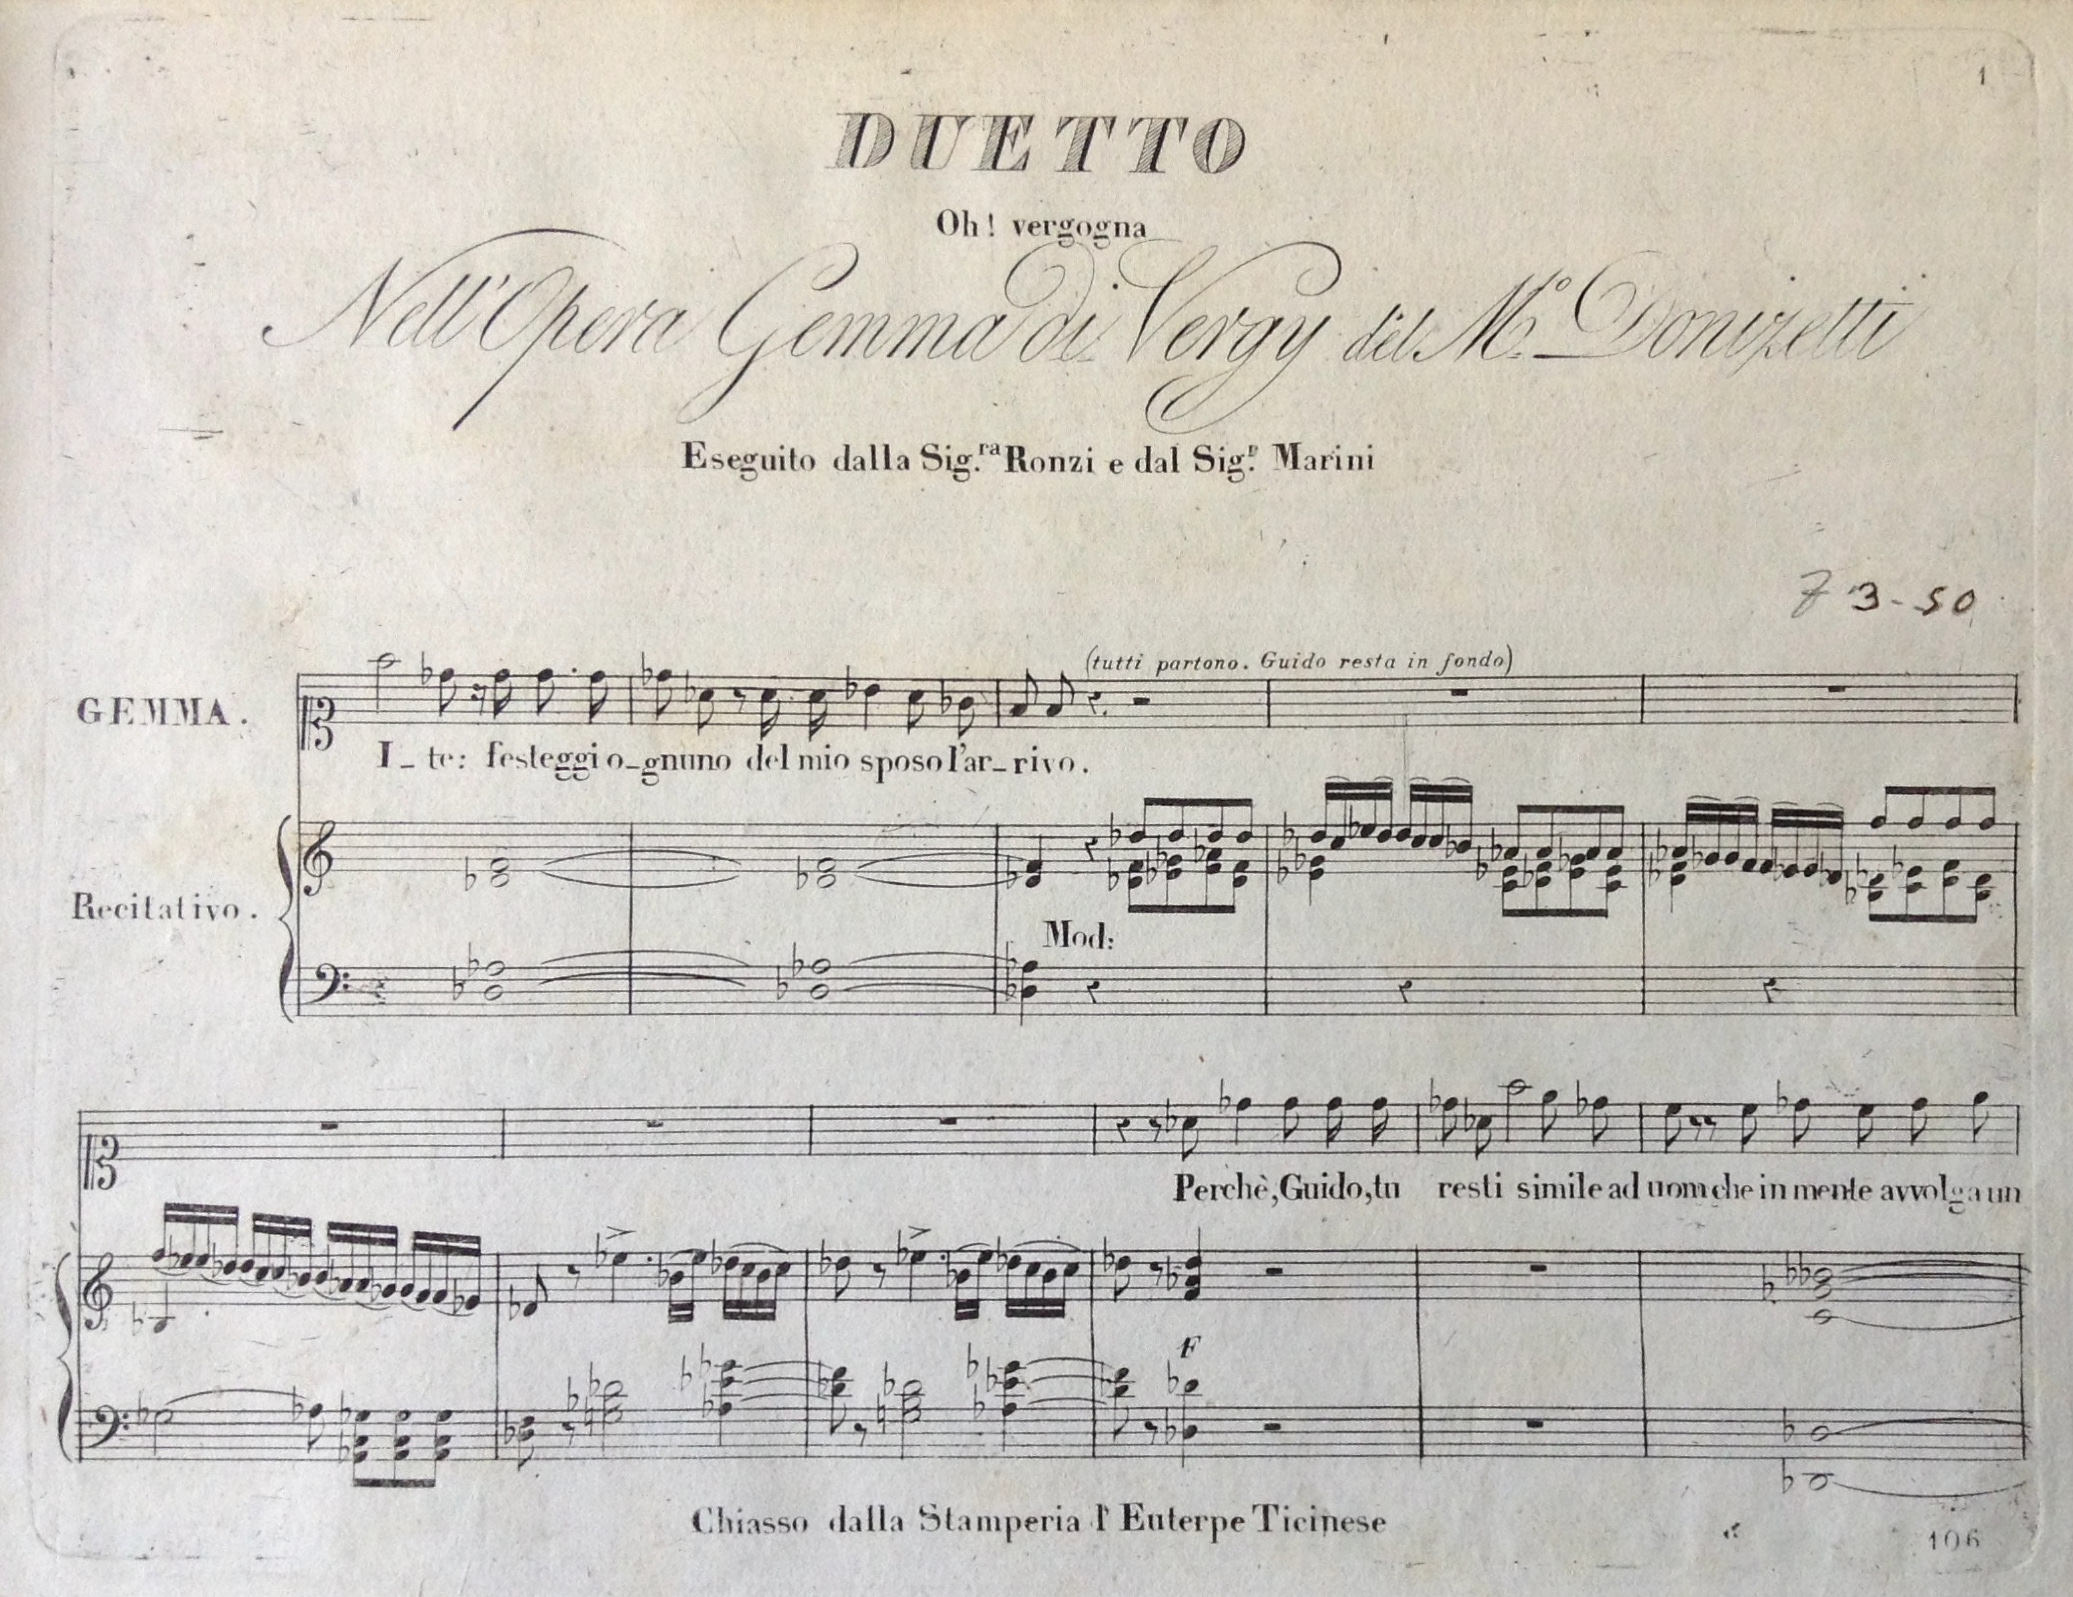 1
DUETTO
Oh! vergogna
Nell'Opera Gemma di Vergy del M.º Donizetti
Eseguito dalla Sig.ra Ronzi e dal Sig.r Marini
3-50
(tutti partono. Guido resta in fondo)
GEMMA.
I_ te: festeggi o_gnuno del mio sposo l'ar_rivo.
Recitativo.
Mod:
Perchè, Guido, tu resti simile ad uom che in mente avvolga un
F
Chiasso dalla Stamperia l'Euterpe Ticinese
106